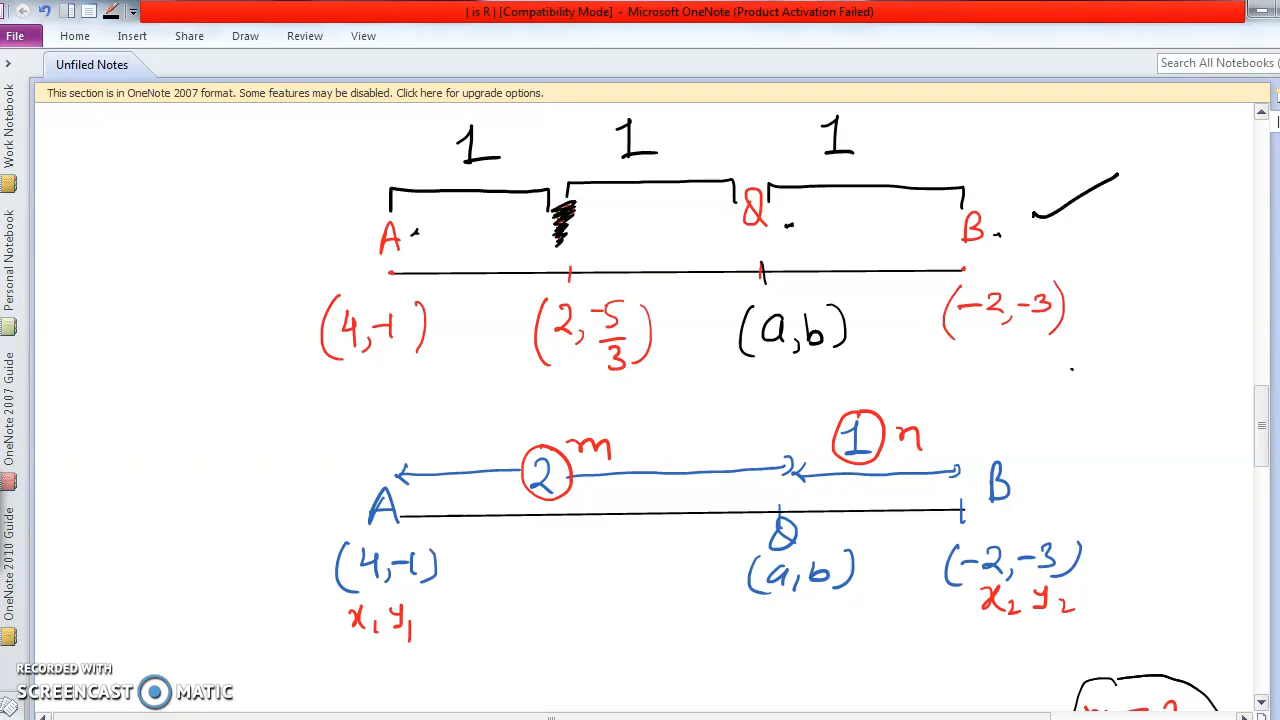 | is R | [Compatibility Mode] - Microsoft OneNote (Product Activation Failed)
File Home Insert Share Draw Review View
Unfiled Notes
Search All Notebooks
This section is in OneNote 2007 format. Some features may be disabled. Click here for upgrade options.
Work Notebook
Personal Notebook
OneNote 2007 Guide
OneNote 2010 Guide
1 1 1
A Q B
(4,-1) (2,-5/3) (a,b) (-2,-3)
2 m 1 n
A Q B
(4,-1) (a,b) (-2,-3)
x₁ y₁ x₂ y₂
RECORDED WITH
SCREENCAST MATIC